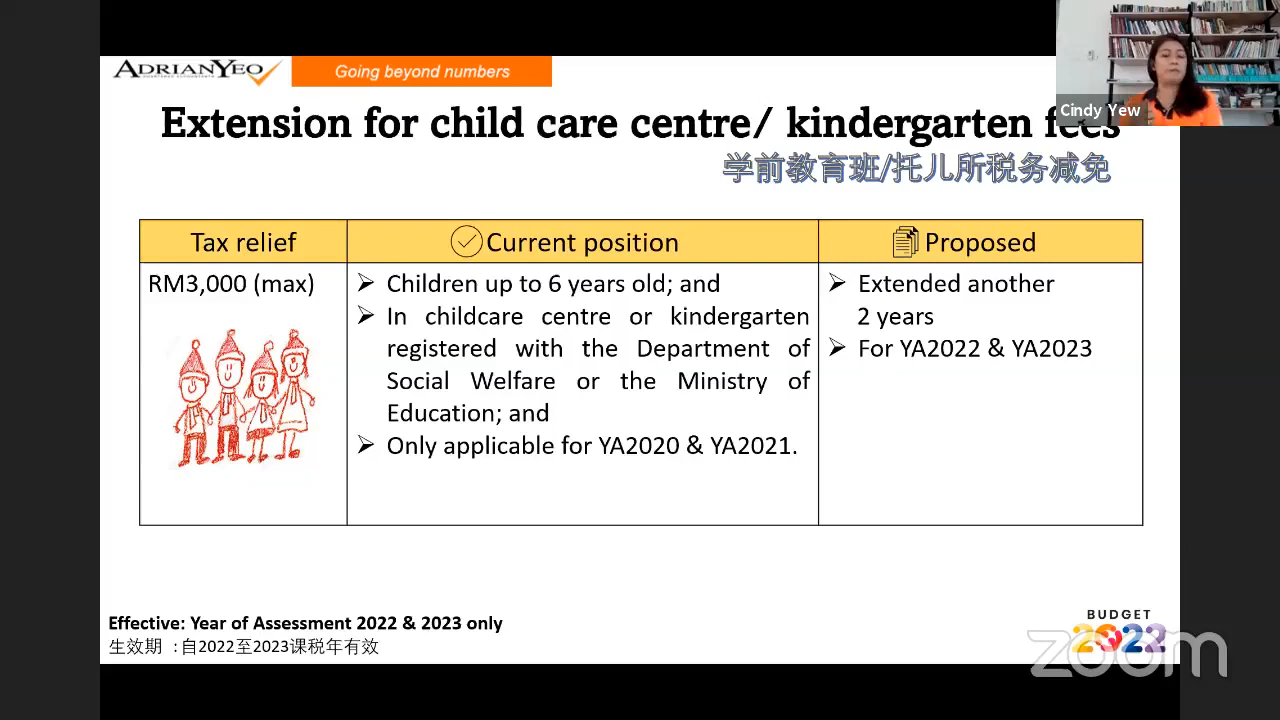 ADRIANYEO
Going beyond numbers
Cindy Yew
Extension for child care centre/ kindergarten fees
学前教育班/托儿所税务减免
Tax relief
Current position
Proposed
RM3,000 (max)
➢ Children up to 6 years old; and
➢ In childcare centre or kindergarten
registered with the Department of
Social Welfare or the Ministry of
Education; and
➢ Only applicable for YA2020 & YA2021.
➢ Extended another
2 years
➢ For YA2022 & YA2023
Effective: Year of Assessment 2022 & 2023 only
生效期 :自2022至2023课税年有效
BUDGET
2022
zoom